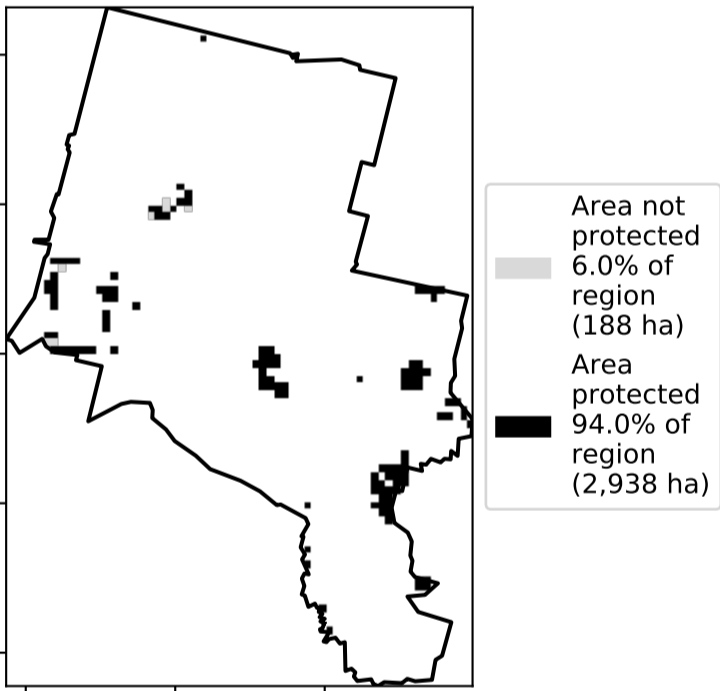 Area not
protected
6.0% of
region
(188 ha)
Area
protected
94.0% of
region
(2,938 ha)